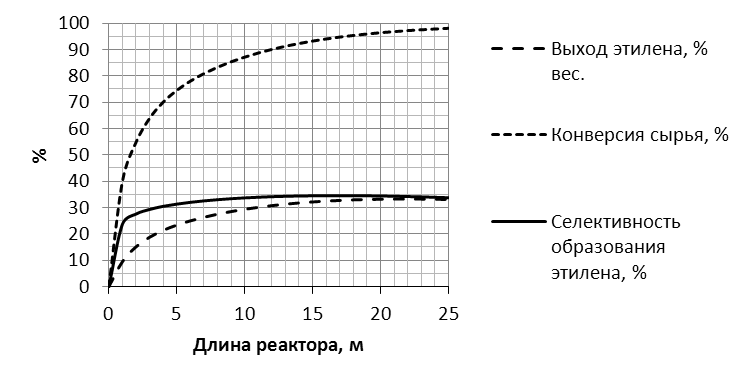 100
90
80
70
60
50
40
30
20
10
0
%
0 5 10 15 20 25
Длина реактора, м
Выход этилена, %
вес.
Конверсия сырья, %
Селективность
образования
этилена, %